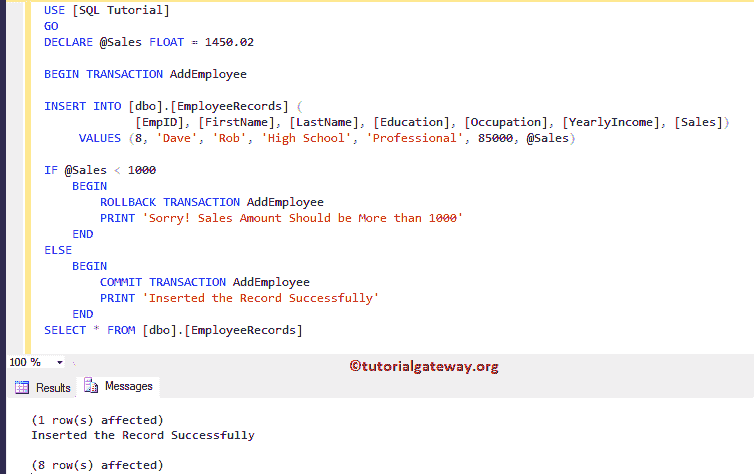 USE [SQL Tutorial]
GO
DECLARE @Sales FLOAT = 1450.02
BEGIN TRANSACTION AddEmployee
INSERT INTO [dbo].[EmployeeRecords] (
[EmpID], [FirstName], [LastName], [Education], [Occupation], [YearlyIncome], [Sales])
VALUES (8, 'Dave', 'Rob', 'High School', 'Professional', 85000, @Sales)
IF @Sales < 1000
BEGIN
ROLLBACK TRANSACTION AddEmployee
PRINT 'Sorry! Sales Amount Should be More than 1000'
END
ELSE
BEGIN
COMMIT TRANSACTION AddEmployee
PRINT 'Inserted the Record Successfully'
END
SELECT * FROM [dbo].[EmployeeRecords]
100 %
©tutorialgateway.org
Results Messages
(1 row(s) affected)
Inserted the Record Successfully
(8 row(s) affected)